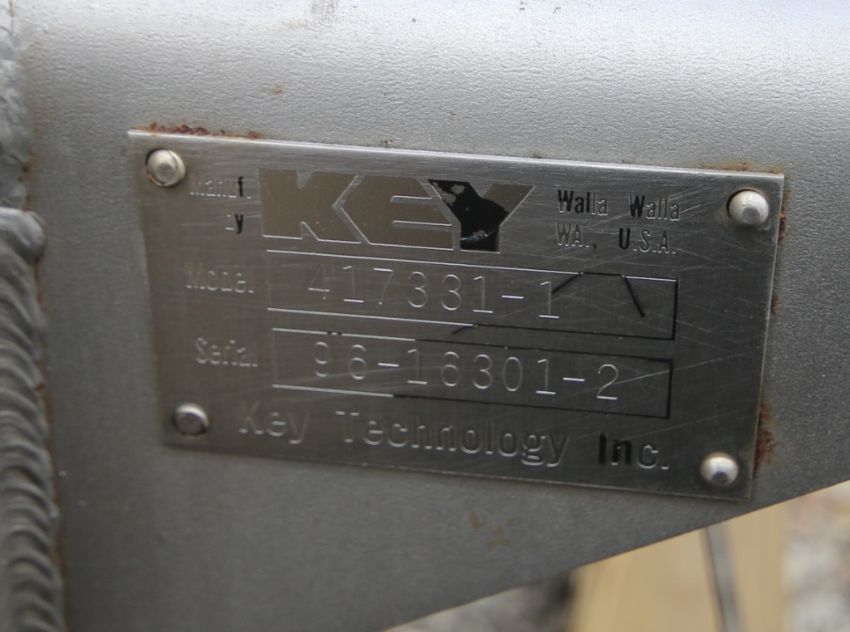 Manuf. KEY Walla Walla
by WA., U.S.A.
Model 417331-1
Serial 96-16301-2
Key Technology Inc.